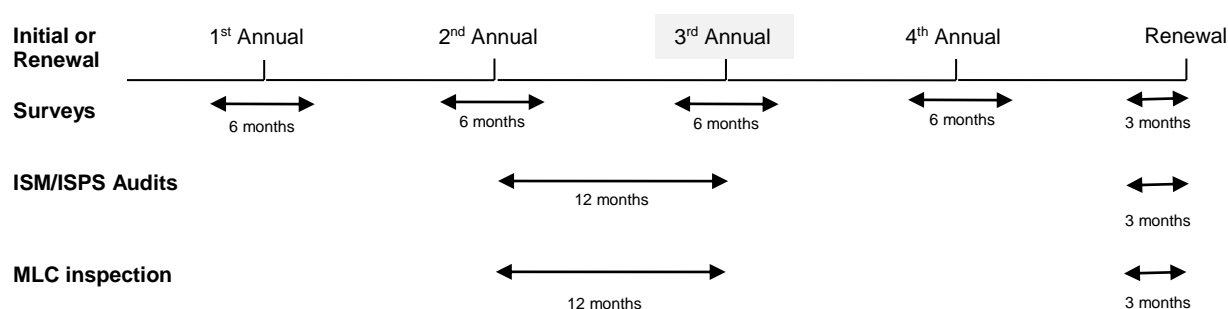 Initial or
Renewal
1st Annual
2nd Annual
3rd Annual
4th Annual
Renewal
Surveys
6 months
6 months
6 months
6 months
3 months
ISM/ISPS Audits
12 months
3 months
MLC inspection
12 months
3 months